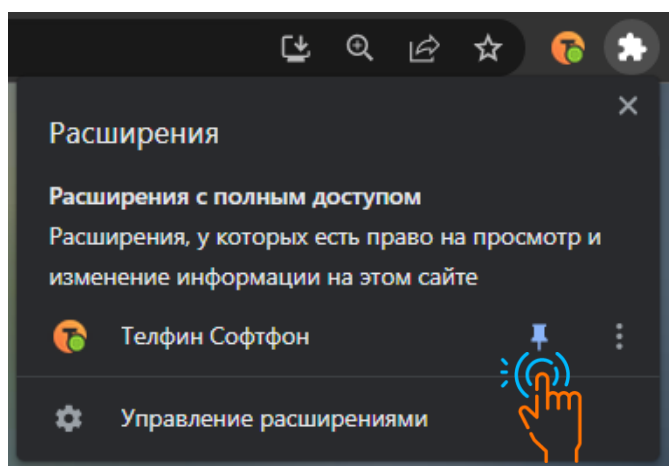 Расширения
Расширения с полным доступом
Расширения, у которых есть право на просмотр и
изменение информации на этом сайте
Телфин Софтфон
Управление расширениями